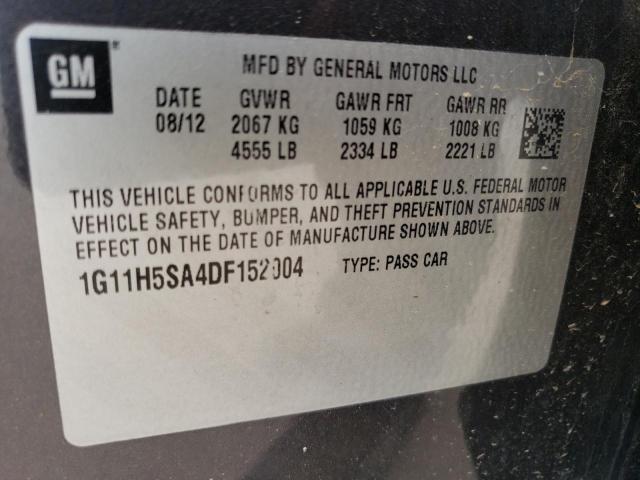 GM
MFD BY GENERAL MOTORS LLC
DATE GVWR GAWR FRT GAWR RR
08/12 2067 KG 1059 KG 1008 KG
4555 LB 2334 LB 2221 LB
THIS VEHICLE CONFORMS TO ALL APPLICABLE U.S. FEDERAL MOTOR
VEHICLE SAFETY, BUMPER, AND THEFT PREVENTION STANDARDS IN
EFFECT ON THE DATE OF MANUFACTURE SHOWN ABOVE.
1G11H5SA4DF152004 TYPE: PASS CAR